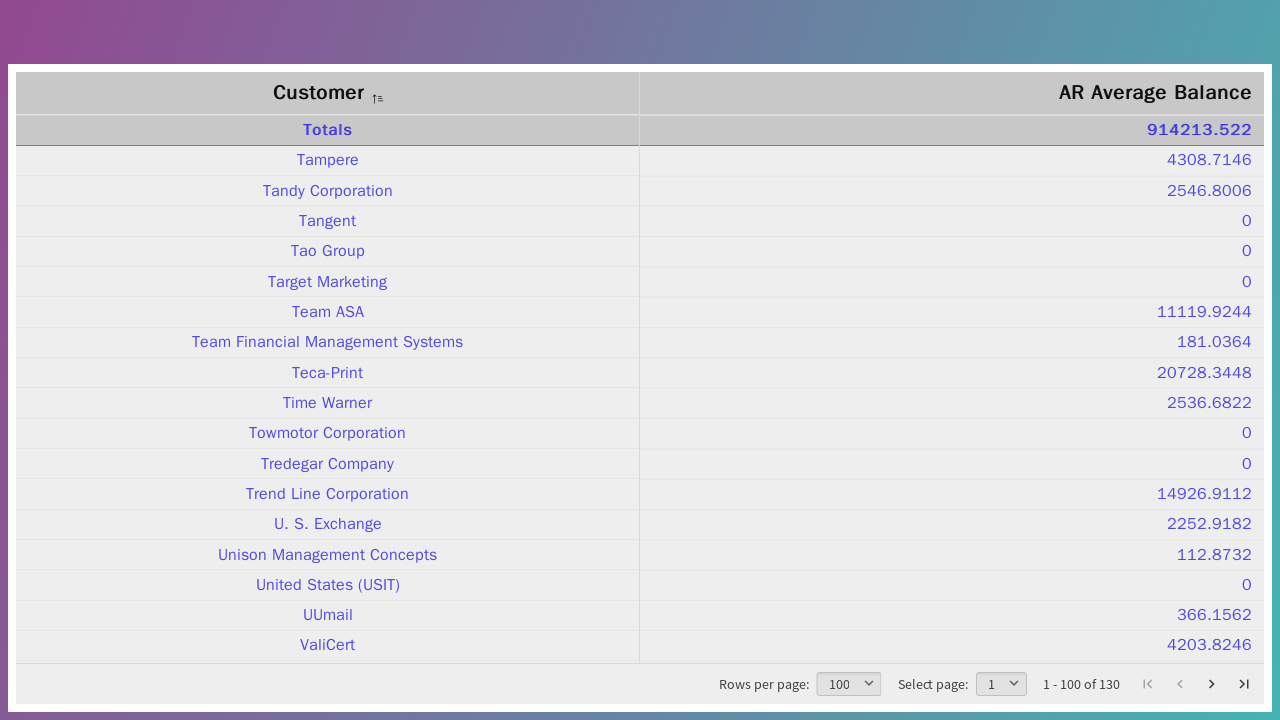 Customer AR Average Balance
Totals 914213.522
Tampere 4308.7146
Tandy Corporation 2546.8006
Tangent 0
Tao Group 0
Target Marketing 0
Team ASA 11119.9244
Team Financial Management Systems 181.0364
Teca-Print 20728.3448
Time Warner 2536.6822
Towmotor Corporation 0
Tredegar Company 0
Trend Line Corporation 14926.9112
U. S. Exchange 2252.9182
Unison Management Concepts 112.8732
United States (USIT) 0
UUmail 366.1562
ValiCert 4203.8246
Rows per page: 100 Select page: 1 1 - 100 of 130